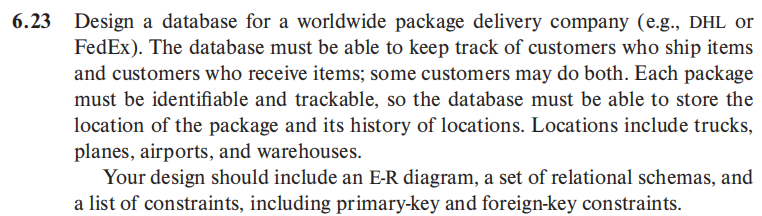 6.23 Design a database for a worldwide package delivery company (e.g., DHL or
FedEx). The database must be able to keep track of customers who ship items
and customers who receive items; some customers may do both. Each package
must be identifiable and trackable, so the database must be able to store the
location of the package and its history of locations. Locations include trucks,
planes, airports, and warehouses.
Your design should include an E-R diagram, a set of relational schemas, and
a list of constraints, including primary-key and foreign-key constraints.